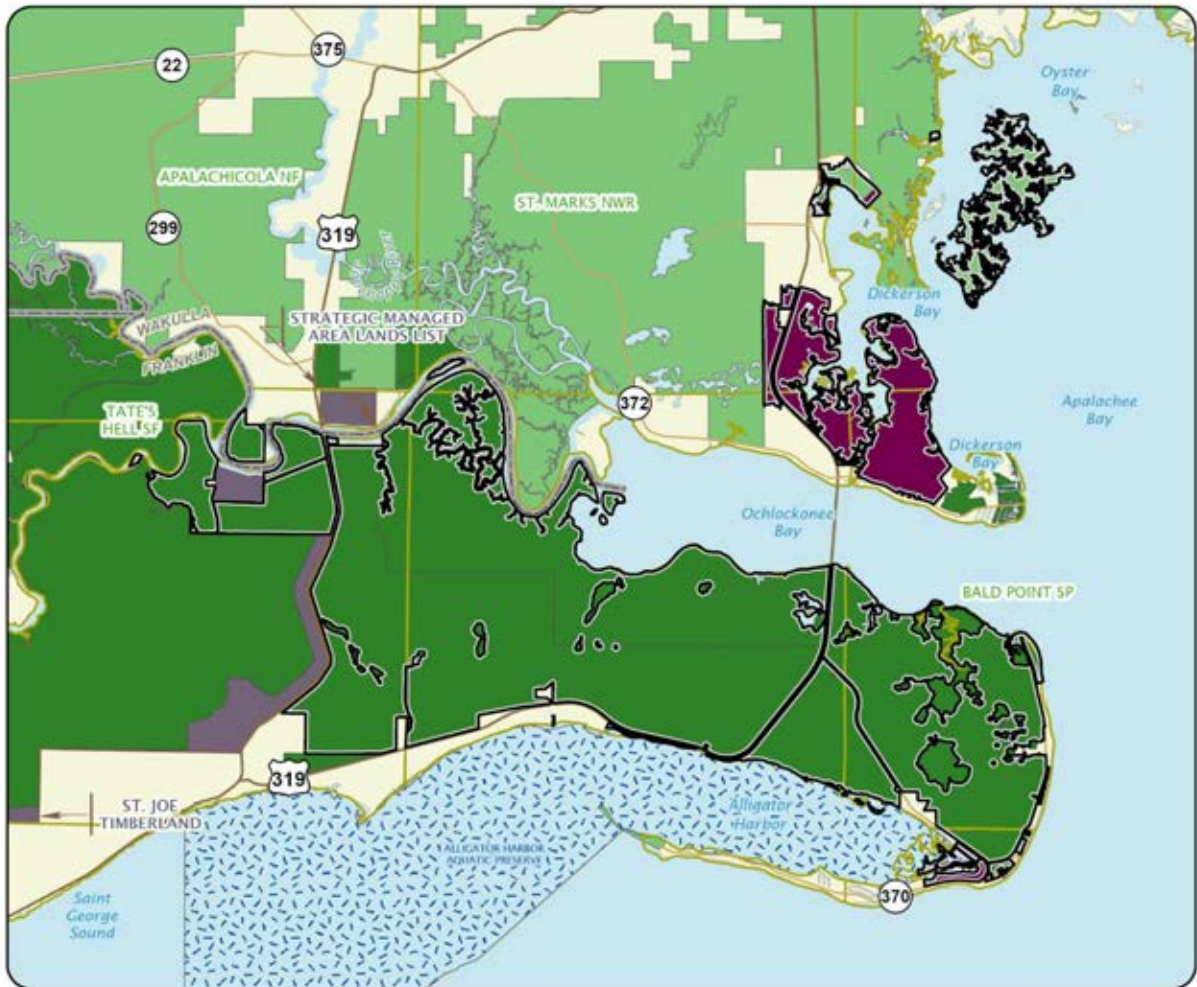 22
375
Oyster
Bay
APALACHICOLA NF
ST. MARKS NWR
299
319
Dickerson
Bay
WAKULLA
FRANKLIN
STRATEGIC MANAGED
AREA LANDS LIST
372
Apalachee
Bay
TATE'S
HELL SF
Dickerson
Bay
Ochlockonee
Bay
BALD POINT SP
319
ST. JOE
TIMBERLAND
Alligator
Harbor
ALLIGATOR HARBOR
AQUATIC PRESERVE
370
Saint
George
Sound